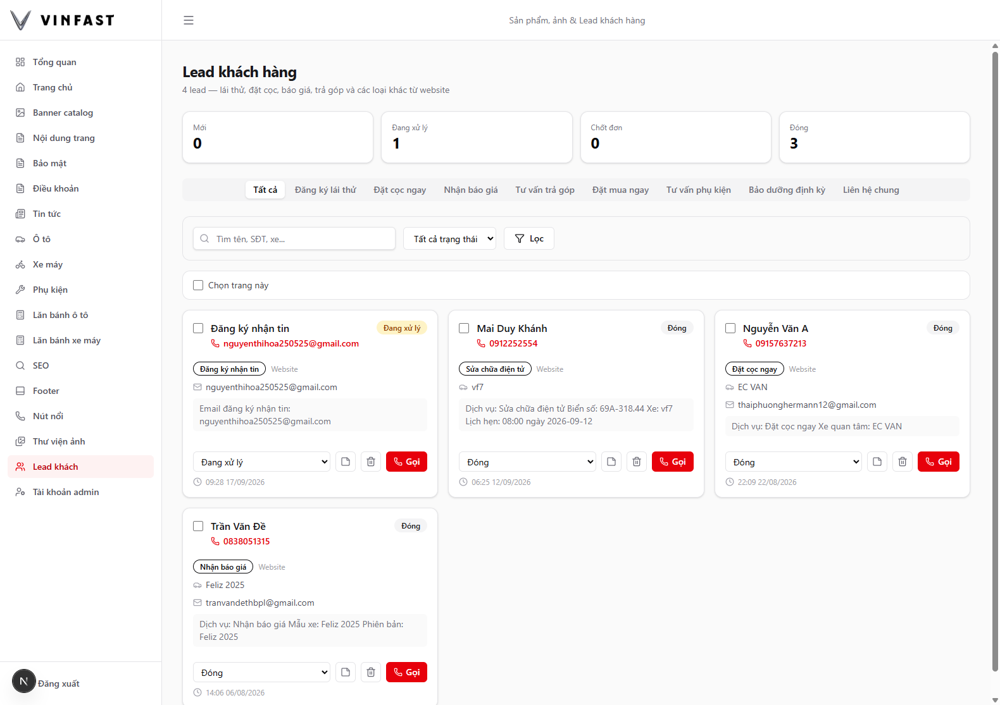 VINFAST
Sản phẩm, ảnh & Lead khách hàng
Tổng quan
Trang chủ
Banner catalog
Nội dung trang
Bảo mật
Điều khoản
Tin tức
Ô tô
Xe máy
Phụ kiện
Lăn bánh ô tô
Lăn bánh xe máy
SEO
Footer
Nút nổi
Thư viện ảnh
Lead khách
Tài khoản admin
N
Đăng xuất
Lead khách hàng
4 lead — lái thử, đặt cọc, báo giá, trả góp và các loại khác từ website
Mới
0
Đang xử lý
1
Chốt đơn
0
Đóng
3
Tất cả Đăng ký lái thử Đặt cọc ngay Nhận báo giá Tư vấn trả góp Đặt mua ngay Tư vấn phụ kiện Bảo dưỡng định kỳ Liên hệ chung
Tìm tên, SĐT, xe... Tất cả trạng thái Lọc
Chọn trang này
Đăng ký nhận tin Đang xử lý
nguyenthihoa250525@gmail.com
Đăng ký nhận tin Website
nguyenthihoa250525@gmail.com
Email đăng ký nhận tin:
nguyenthihoa250525@gmail.com
Đang xử lý Gọi
09:28 17/09/2026
Mai Duy Khánh Đóng
0912252554
Sửa chữa điện tử Website
vf7
Dịch vụ: Sửa chữa điện tử Biển số: 69A-318.44 Xe: vf7
Lịch hẹn: 08:00 ngày 2026-09-12
Đóng Gọi
06:25 12/09/2026
Nguyễn Văn A Đóng
09157637213
Đặt cọc ngay Website
EC VAN
thaiphuonghermann12@gmail.com
Dịch vụ: Đặt cọc ngay Xe quan tâm: EC VAN
Đóng Gọi
22:09 22/08/2026
Trần Văn Đề Đóng
0838051315
Nhận báo giá Website
Feliz 2025
tranvandethbpl@gmail.com
Dịch vụ: Nhận báo giá Mẫu xe: Feliz 2025 Phiên bản:
Feliz 2025
Đóng Gọi
14:06 06/08/2026